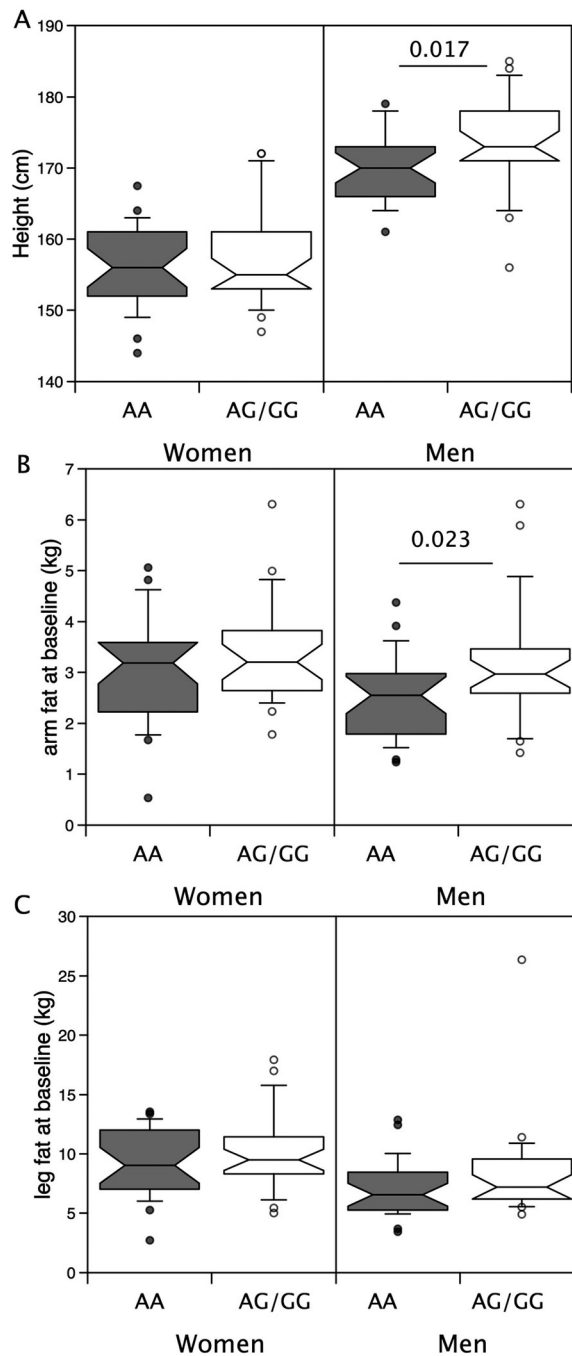 A
Height (cm)
190
180
170
160
150
140
0.017
AA AG/GG AA AG/GG
Women Men
B
arm fat at baseline (kg)
7
6
5
4
3
2
1
0
0.023
AA AG/GG AA AG/GG
Women Men
C
leg fat at baseline (kg)
30
25
20
15
10
5
0
AA AG/GG AA AG/GG
Women Men